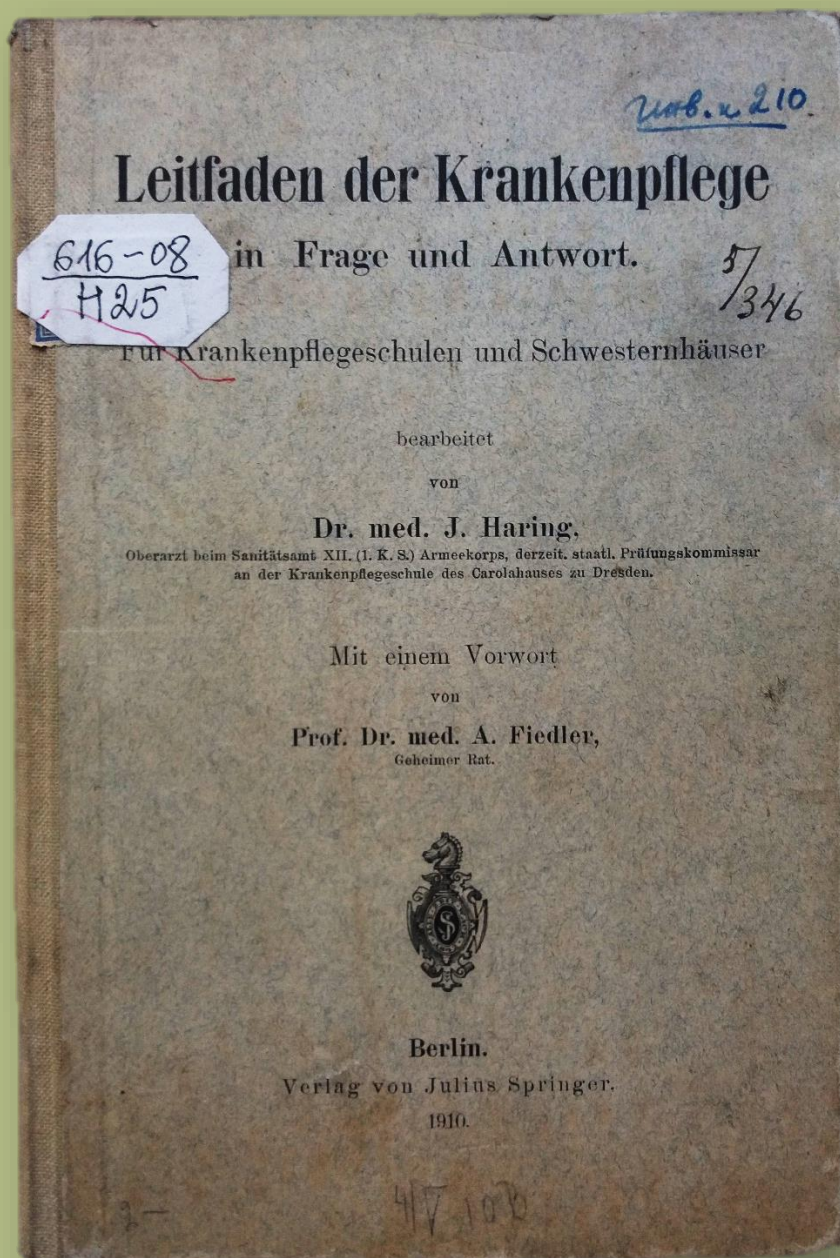 инв. н 210.
Leitfaden der Krankenpflege
in Frage und Antwort.
616-08
H25
5/346
Für Krankenpflegeschulen und Schwesternhäuser
bearbeitet
von
Dr. med. J. Haring,
Oberarzt beim Sanitätsamt XII. (1. K. S.) Armeekorps, derzeit. staatl. Prüfungskommissar
an der Krankenpflegeschule des Carolahauses zu Dresden.
Mit einem Vorwort
von
Prof. Dr. med. A. Fiedler,
Geheimer Rat.
Berlin.
Verlag von Julius Springer.
1910.